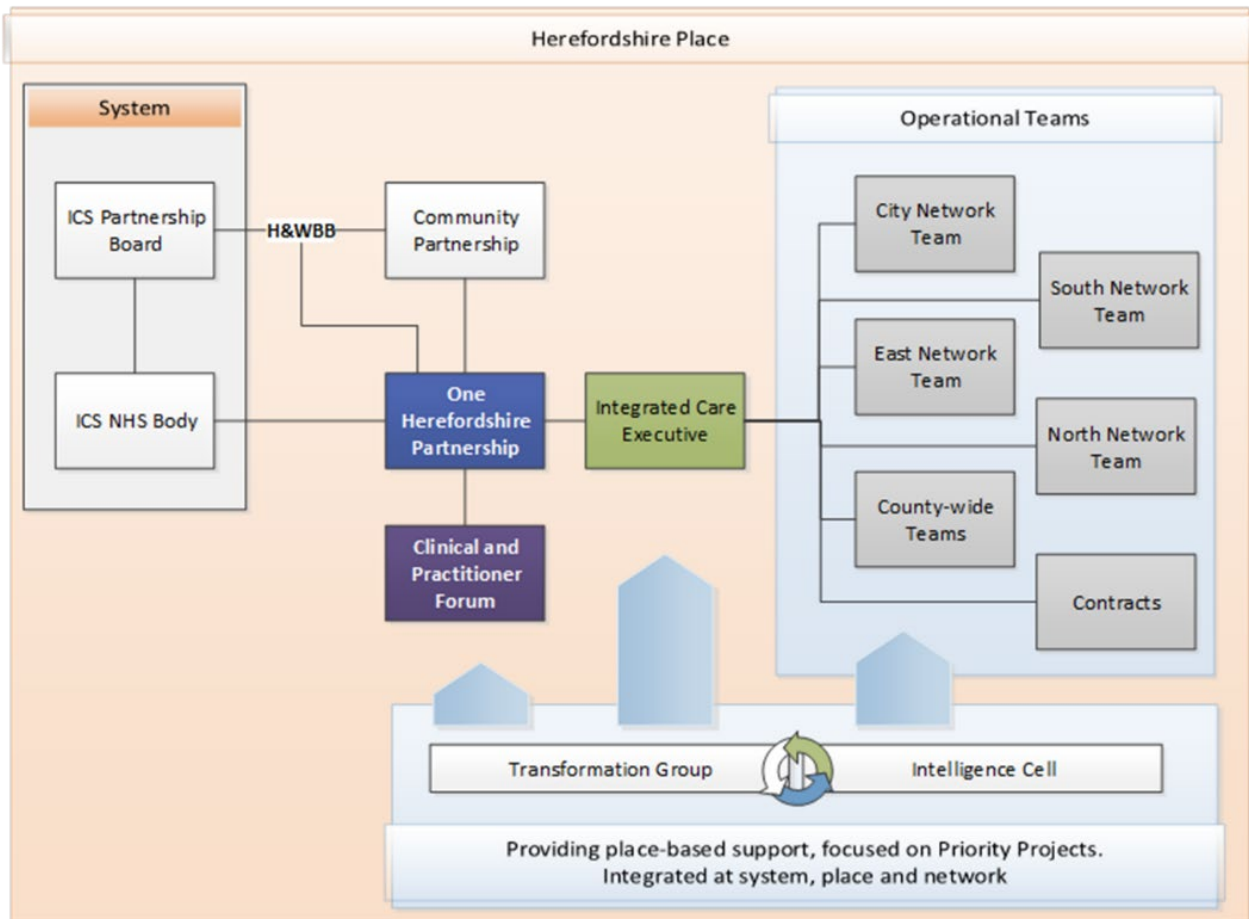 Herefordshire Place
System
ICS Partnership
Board
H&WBB
Community
Partnership
ICS NHS Body
One
Herefordshire
Partnership
Integrated Care
Executive
Clinical and
Practitioner
Forum
Operational Teams
City Network
Team
South Network
Team
East Network
Team
North Network
Team
County-wide
Teams
Contracts
Transformation Group
Intelligence Cell
Providing place-based support, focused on Priority Projects.
Integrated at system, place and network